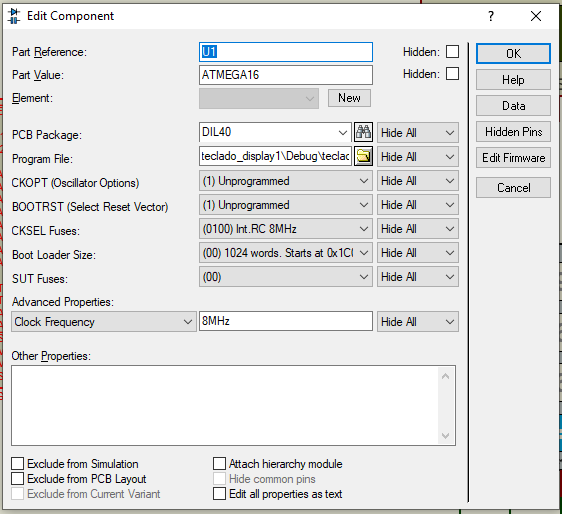 Edit Component
? ×
Part Reference: U1 Hidden:
Part Value: ATMEGA16 Hidden:
Element: New
PCB Package: DIL40 Hide All
Program File: teclado_display1\Debug\teclac Hide All
CKOPT (Oscillator Options) (1) Unprogrammed Hide All
BOOTRST (Select Reset Vector) (1) Unprogrammed Hide All
CKSEL Fuses: (0100) Int.RC 8MHz Hide All
Boot Loader Size: (00) 1024 words. Starts at 0x1C( Hide All
SUT Fuses: (00) Hide All
Advanced Properties:
Clock Frequency 8MHz Hide All
Other Properties:
Exclude from Simulation Attach hierarchy module
Exclude from PCB Layout Hide common pins
Exclude from Current Variant Edit all properties as text
OK
Help
Data
Hidden Pins
Edit Firmware
Cancel